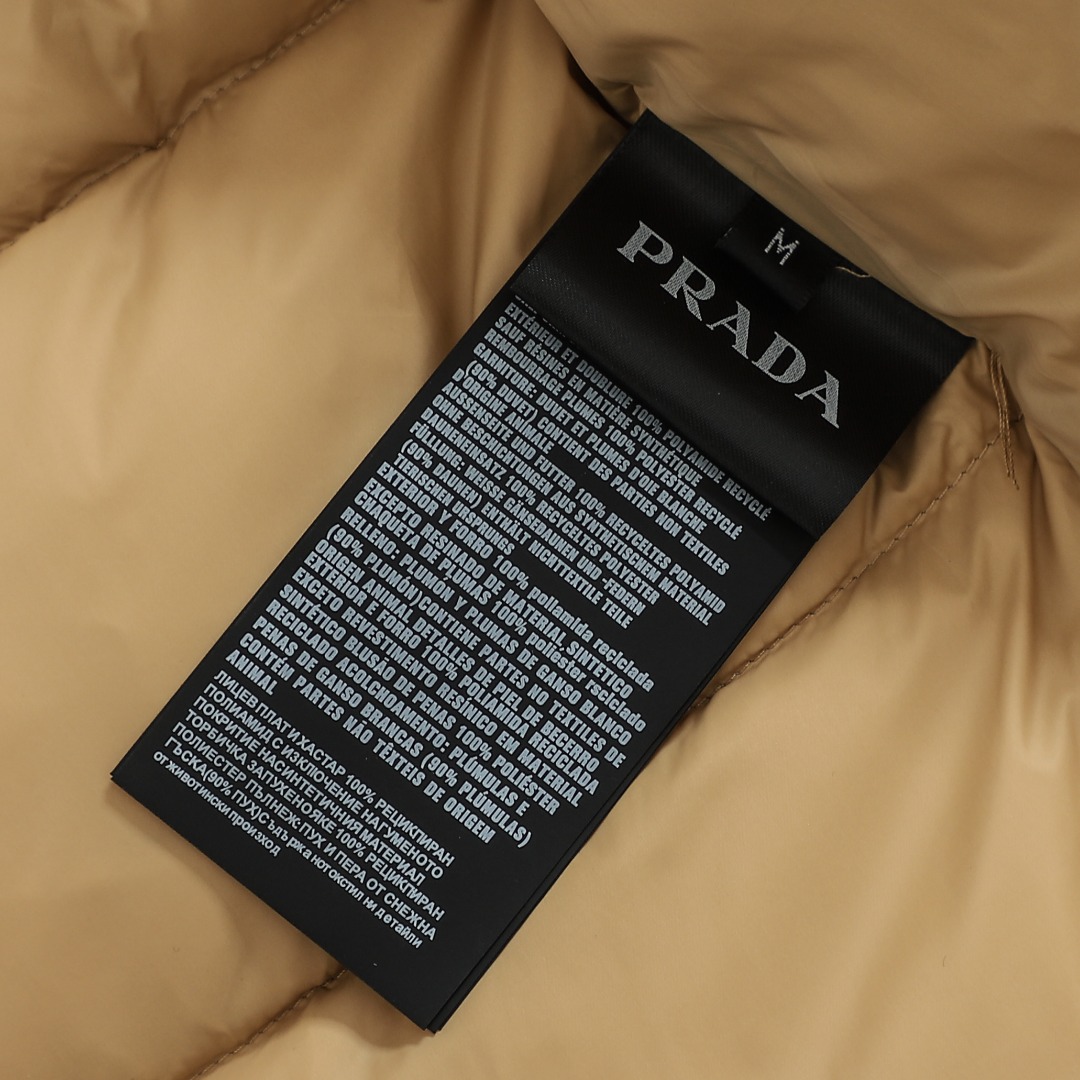 M
PRADA
EXTÉRIEUR ET DOUBLURE 100% POLYAMIDE RECYCLÉ
SAUF RÉSINÉS EN MATIÈRE SYNTHÉTIQUE
REMBOURRAGE PLUMES 100% POLYESTER RECYCLÉ
GARNITURE: DUVET ET PLUMES D'OIE BLANCHE
(90% DUVET) CONTIENT DES PARTIES NON TEXTILES
D'ORIGINE ANIMALE
AUSSENSEITE UND FUTTER 100% RECYCELTES POLYAMID
OHNE BESCHICHTUNGEN AUS SYNTHETISCHEN MATERIAL
DAUNENEINSATZ 100% RECYCELTES POLYESTER
FÜLLUNG: WEISSE GÄNSEDAUNEN UND -FEDERN
(90% DAUNEN) ENTHÄLT NICHTTEXTILE TEILE
TIERISCHEN URSPRUNGS
EXTERIOR Y FORRO 100% poliamida reciclada
EXCEPTO RESINADO DE MATERIAL SINTÉTICO
CHAQUETA DE PLUMAS 100% poliéster reciclado
RELLENO: PLUMÓN Y PLUMAS DE GANSO BLANCO
(90% PLUMÓN) CONTIENE PARTES NO TEXTILES DE
ORIGEN ANIMAL DETALLES DE PIEL DE BECERRO
INTERIOR E FORRO 100% POLIAMIDA RECICLADA
EXCETO REVESTIMENTO RESÍNICO EM MATERIAL
SINTÉTICO BLUSÃO DE PENAS 100% POLIÉSTER
RECICLADO ACOLCHOAMENTO: PLÚMULAS E
PENAS DE GANSO BRANCAS (90% PLÚMULAS)
CONTÉM PARTES NÃO TÊXTEIS DE ORIGEM
ANIMAL
ЛИЦЕВ ПЛАТ И ХАСТАР 100% РЕЦИКЛИРАН
ПОЛИАМИД С ИЗКЛЮЧЕНИЕ НА ГУМЕНОТО
ПОКРИТИЕ ЧАСИНТЕТИЧНИЯ МАТЕРИАЛ
ТОРБИЧКА ЗАПУХЕНО ЯКЕ 100% РЕЦИКЛИРАН
ПОЛИЕСТЕР ПЪЛНЕЖ:ПУХ И ПЕРА ОТ СНЕЖНА
ГЪСКА(90% ПУХ)Съдържа нотокстил ни детайли
от животински произход